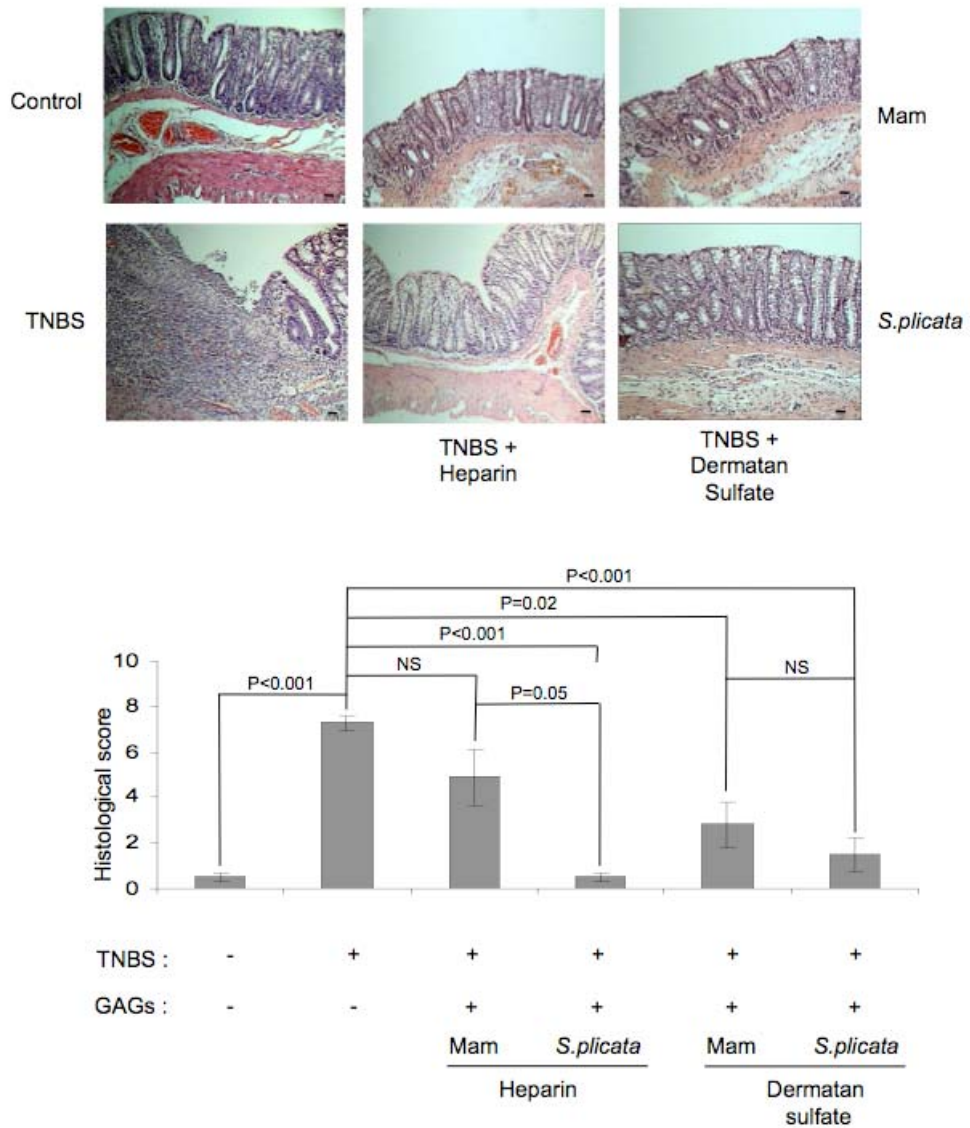 Control
Mam
TNBS
S.plicata
TNBS +
Heparin
TNBS +
Dermatan
Sulfate
P<0.001
P=0.02
P<0.001
NS
NS
P<0.001
P=0.05
Histological score
10
8
6
4
2
0
TNBS : - + + + + +
GAGs : - - + + + +
Mam S.plicata Mam S.plicata
Heparin Dermatan
sulfate